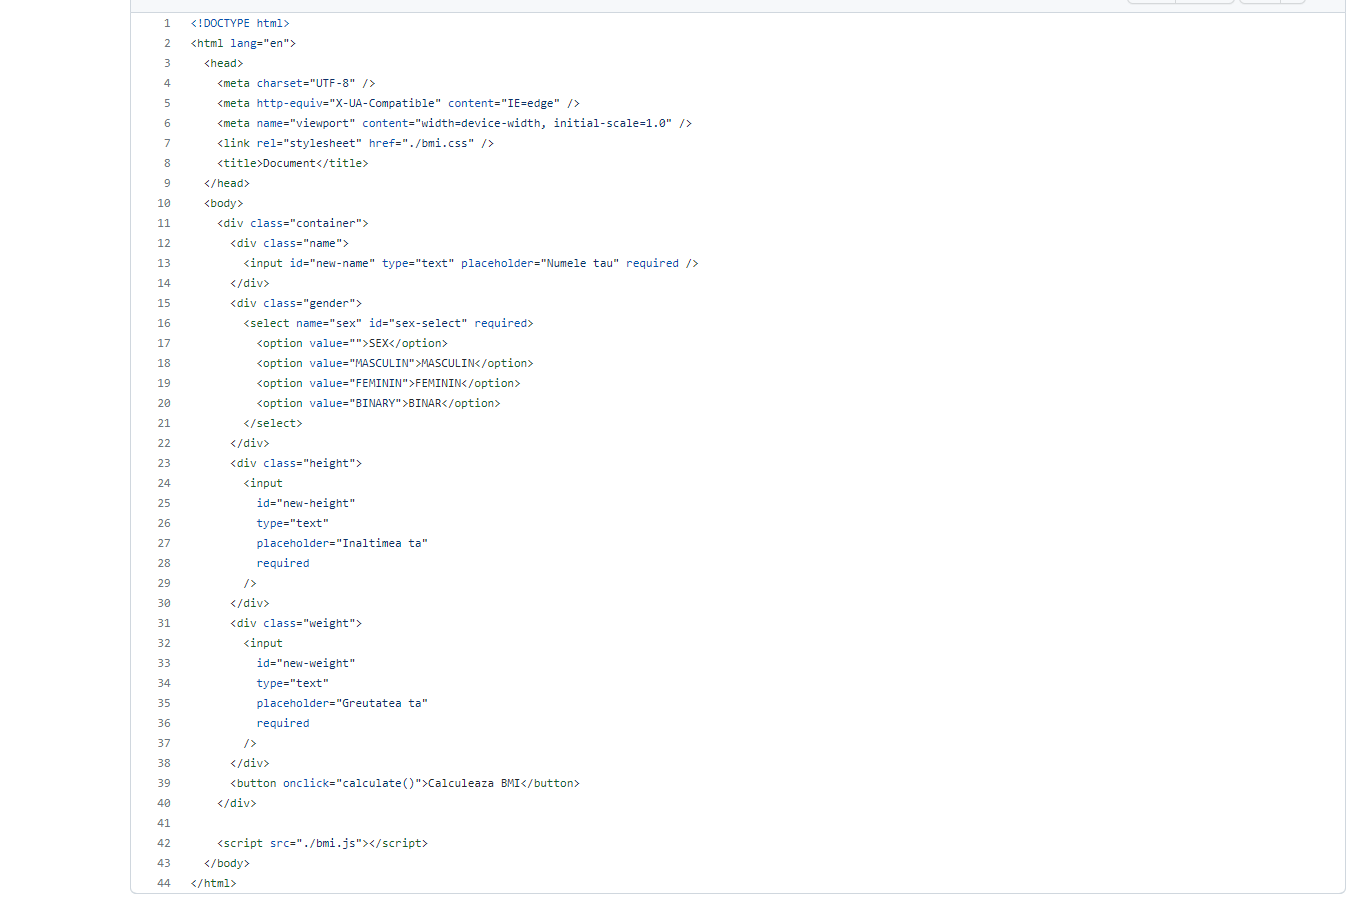 1 <!DOCTYPE html>
2 <html lang="en">
3 <head>
4 <meta charset="UTF-8" />
5 <meta http-equiv="X-UA-Compatible" content="IE=edge" />
6 <meta name="viewport" content="width=device-width, initial-scale=1.0" />
7 <link rel="stylesheet" href="./bmi.css" />
8 <title>Document</title>
9 </head>
10 <body>
11 <div class="container">
12 <div class="name">
13 <input id="new-name" type="text" placeholder="Numele tau" required />
14 </div>
15 <div class="gender">
16 <select name="sex" id="sex-select" required>
17 <option value="">SEX</option>
18 <option value="MASCULIN">MASCULIN</option>
19 <option value="FEMININ">FEMININ</option>
20 <option value="BINARY">BINAR</option>
21 </select>
22 </div>
23 <div class="height">
24 <input
25 id="new-height"
26 type="text"
27 placeholder="Inaltimea ta"
28 required
29 />
30 </div>
31 <div class="weight">
32 <input
33 id="new-weight"
34 type="text"
35 placeholder="Greutatea ta"
36 required
37 />
38 </div>
39 <button onclick="calculate()">Calculeaza BMI</button>
40 </div>
41
42 <script src="./bmi.js"></script>
43 </body>
44 </html>